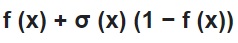 f (x) + σ (x) (1 − f (x))